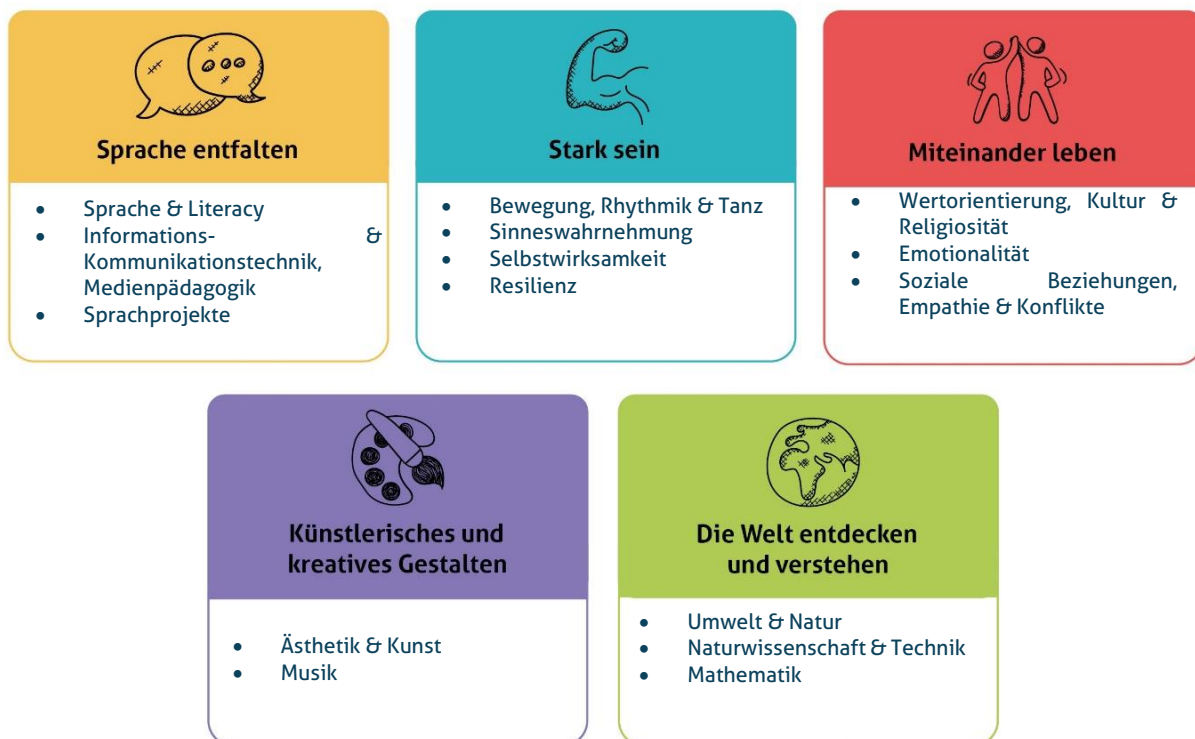 Sprache entfalten
• Sprache & Literacy
• Informations- &
Kommunikationstechnik,
Medienpädagogik
• Sprachprojekte
Stark sein
• Bewegung, Rhythmik & Tanz
• Sinneswahrnehmung
• Selbstwirksamkeit
• Resilienz
Miteinander leben
• Wertorientierung, Kultur &
Religiosität
• Emotionalität
• Soziale Beziehungen,
Empathie & Konflikte
Künstlerisches und
kreatives Gestalten
• Ästhetik & Kunst
• Musik
Die Welt entdecken
und verstehen
• Umwelt & Natur
• Naturwissenschaft & Technik
• Mathematik